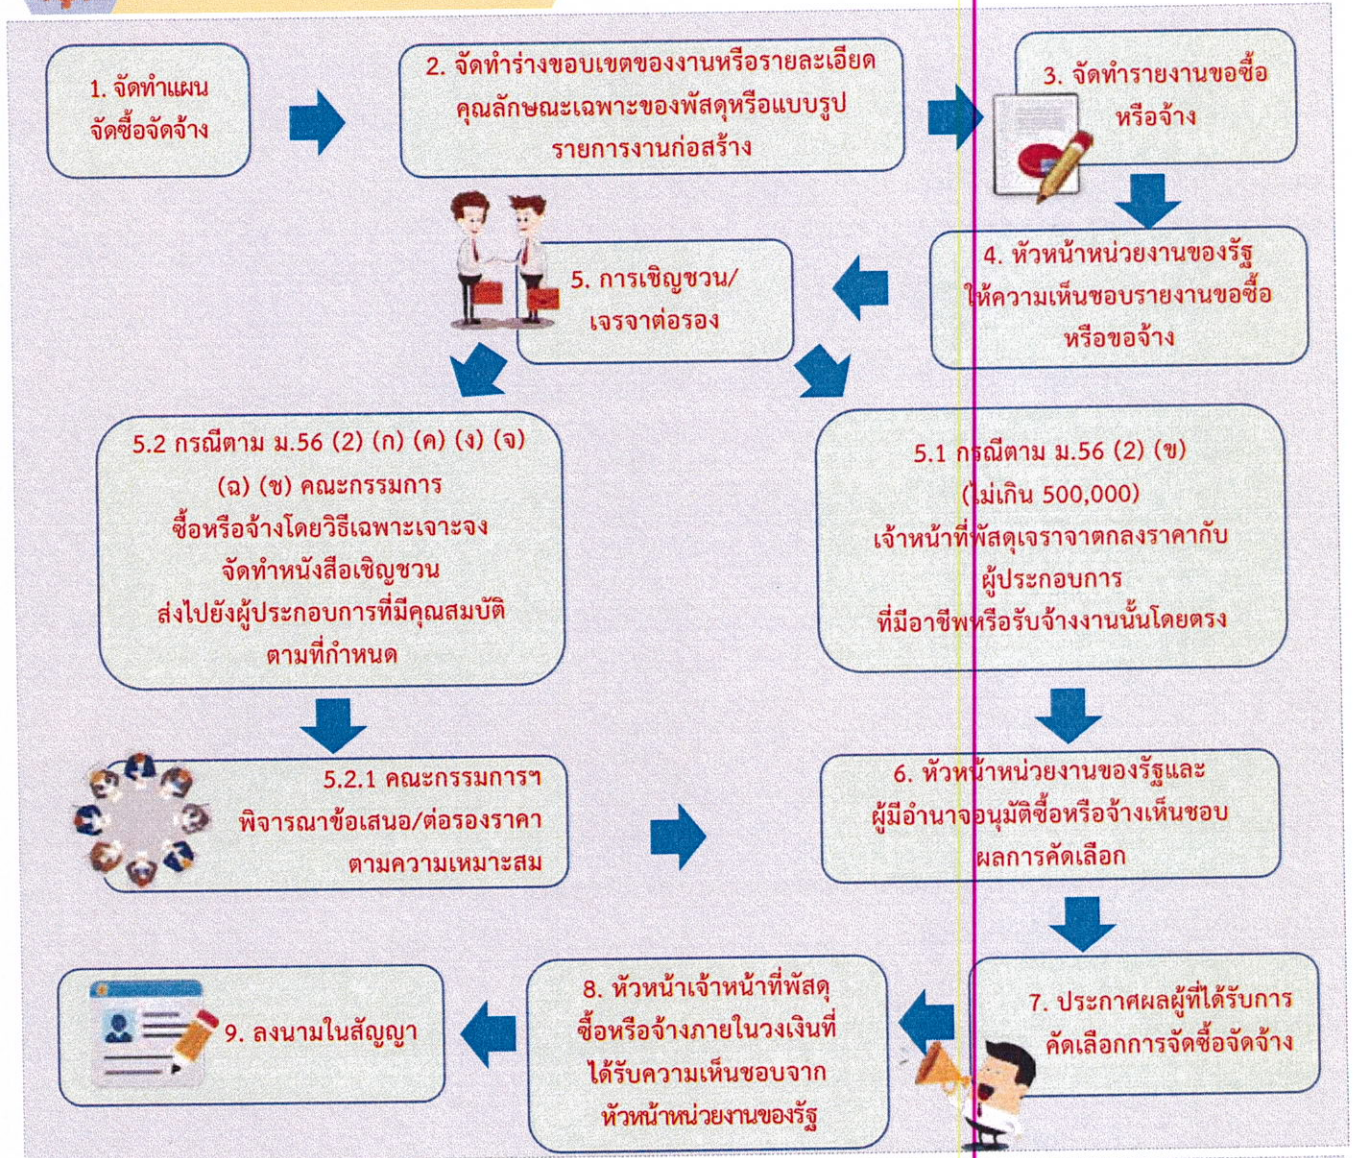 1. จัดทำแผน
จัดซื้อจัดจ้าง
2. จัดทำร่างขอบเขตของงานหรือรายละเอียด
คุณลักษณะเฉพาะของพัสดุหรือแบบรูป
รายการงานก่อสร้าง
3. จัดทำรายงานขอซื้อ
หรือจ้าง
4. หัวหน้าหน่วยงานของรัฐ
ให้ความเห็นชอบรายงานขอซื้อ
หรือขอจ้าง
5. การเชิญชวน/
เจรจาต่อรอง
5.2 กรณีตาม ม.56 (2) (ก) (ค) (ง) (จ)
(ฉ) (ช) คณะกรรมการ
ซื้อหรือจ้างโดยวิธีเฉพาะเจาะจง
จัดทำหนังสือเชิญชวน
ส่งไปยังผู้ประกอบการที่มีคุณสมบัติ
ตามที่กำหนด
5.1 กรณีตาม ม.56 (2) (ข)
(ไม่เกิน 500,000)
เจ้าหน้าที่พัสดุเจราจาตกลงราคากับ
ผู้ประกอบการ
ที่มีอาชีพหรือรับจ้างงานนั้นโดยตรง
5.2.1 คณะกรรมการฯ
พิจารณาข้อเสนอ/ต่อรองราคา
ตามความเหมาะสม
6. หัวหน้าหน่วยงานของรัฐและ
ผู้มีอำนาจอนุมัติซื้อหรือจ้างเห็นชอบ
ผลการคัดเลือก
7. ประกาศผลผู้ที่ได้รับการ
คัดเลือกการจัดซื้อจัดจ้าง
8. หัวหน้าเจ้าหน้าที่พัสดุ
ซื้อหรือจ้างภายในวงเงินที่
ได้รับความเห็นชอบจาก
หัวหน้าหน่วยงานของรัฐ
9. ลงนามในสัญญา